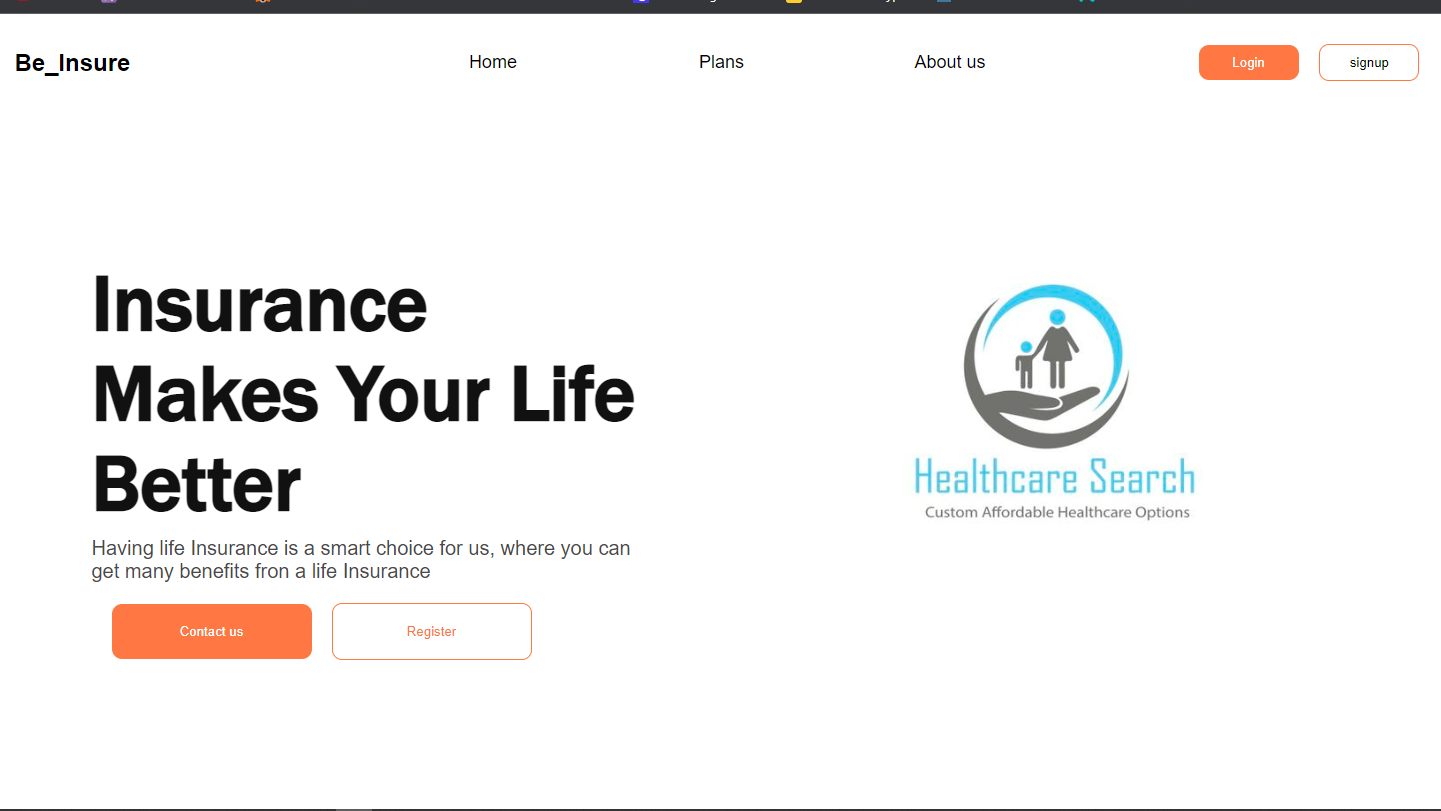 Be_Insure
Home
Plans
About us
Login
signup
Insurance
Makes Your Life
Better
Having life Insurance is a smart choice for us, where you can
get many benefits fron a life Insurance
Contact us
Register
Healthcare Search
Custom Affordable Healthcare Options